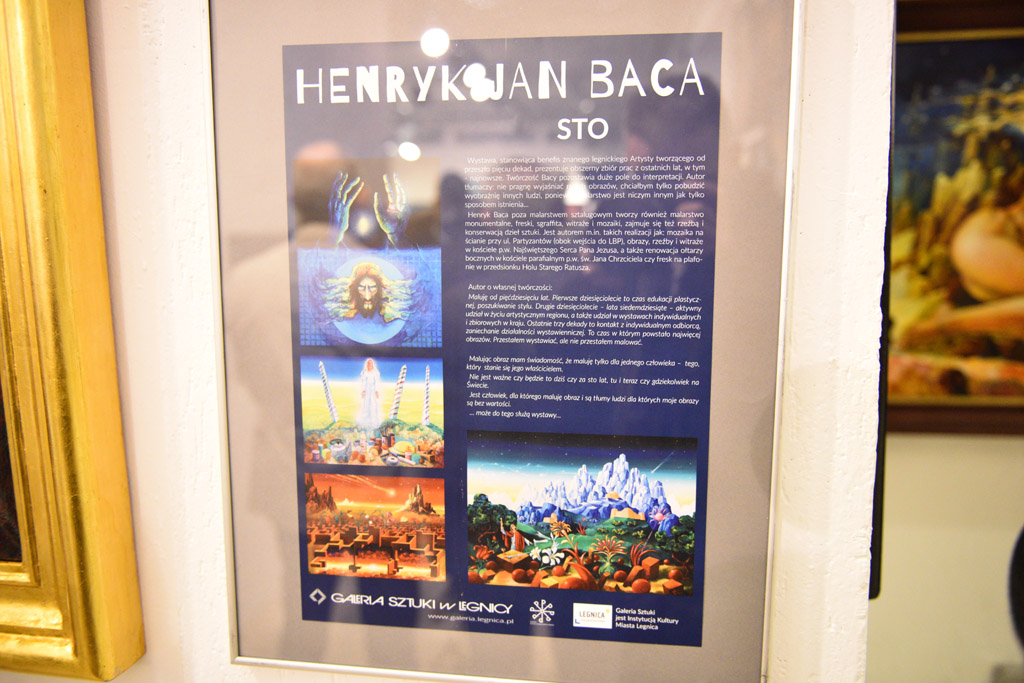 HENRYK JAN BACA
STO
Wystawa, stanowiąca benefis znanego legnickiego Artysty tworzącego od
przeszło pięciu dekad, prezentuje obszerny zbiór prac z ostatnich lat, w tym
- najnowsze. Twórczość Bacy pozostawia duże pole do interpretacji. Autor
tłumaczy: nie pragnę wyjaśniać obrazów, chciałbym tylko pobudzić
wyobraźnię innych ludzi, ponieważ malarstwo jest niczym innym jak tylko
sposobem istnienia...
Henryk Baca poza malarstwem sztalugowym tworzy również malarstwo
monumentalne, freski, sgraffita, witraże i mozaiki, zajmuje się też rzeźbą i
konserwacją dzieł sztuki. Jest autorem m.in. takich realizacji jak mozaika na
ścianie przy ul. Partyzantów (obok wejścia do LBP), obrazy, rzeźby i witraże
w kościele p.w. Najświętszego Serca Pana Jezusa, a także renowacja ołtarzy
bocznych w kościele parafialnym p.w. św. Jana Chrzciciela czy fresk na plafo-
nie w przedsionku Holu Starego Ratusza.
Autor o własnej twórczości:
Maluję od pięćdziesięciu lat. Pierwsze dziesięciolecie to czas edukacji plastycz-
nej, poszukiwanie stylu. Drugie dziesięciolecie – lata siedemdziesiąte – aktywny
udział w życiu artystycznym regionu, a także udział w wystawach indywidualnych
i zbiorowych w kraju. Ostatnie trzy dekady to kontakt z indywidualnym odbiorcą,
zaniechanie działalności wystawienniczej. To czas w którym powstało najwięcej
obrazów. Przestałem wystawiać, ale nie przestałem malować.
Malując obraz mam świadomość, że maluję tylko dla jednego człowieka – tego,
który stanie się jego właścicielem.
Nie jest ważne czy będzie to dziś czy za sto lat, tu i teraz czy gdziekolwiek na
Świecie.
Jest człowiek, dla którego maluję obraz i są tłumy ludzi dla których moje obrazy
są bez wartości.
... może do tego służą wystawy...
GALERIA SZTUKI w LEGNICY
www.galeria.legnica.pl
LEGNICA
Galeria Sztuki
jest Instytucją Kultury
Miasta Legnica